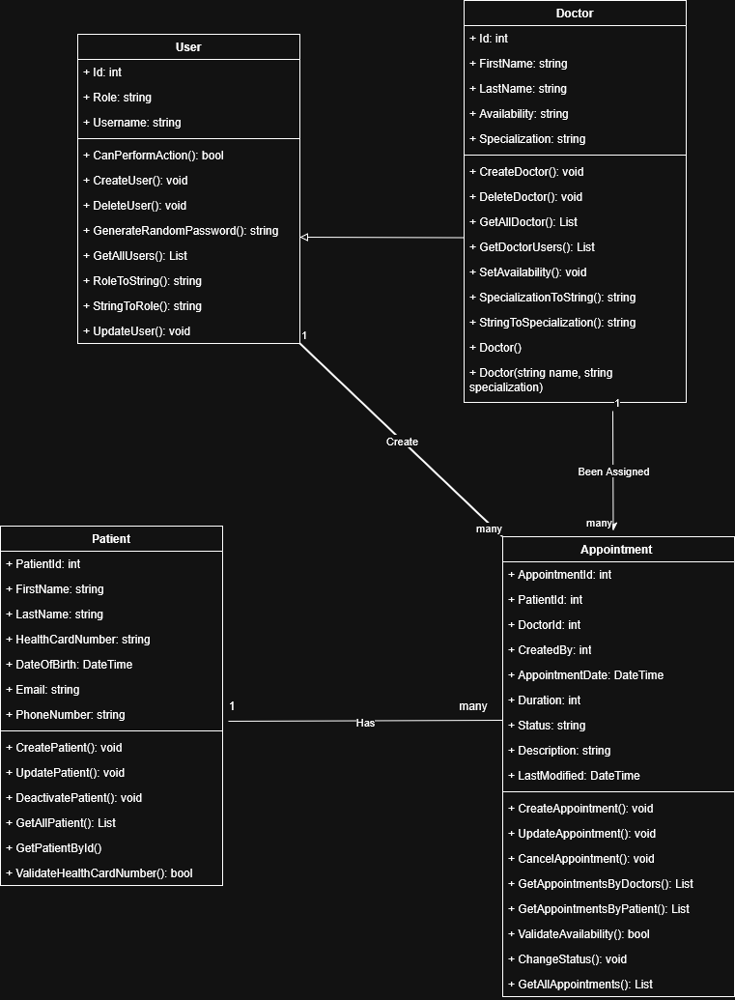 User
+ Id: int
+ Role: string
+ Username: string
+ CanPerformAction(): bool
+ CreateUser(): void
+ DeleteUser(): void
+ GenerateRandomPassword(): string
+ GetAllUsers(): List
+ RoleToString(): string
+ StringToRole(): string
+ UpdateUser(): void
Doctor
+ Id: int
+ FirstName: string
+ LastName: string
+ Availability: string
+ Specialization: string
+ CreateDoctor(): void
+ DeleteDoctor(): void
+ GetAllDoctor(): List
+ GetDoctorUsers(): List
+ SetAvailability(): void
+ SpecializationToString(): string
+ StringToSpecialization(): string
+ Doctor()
+ Doctor(string name, string
specialization)
1
Create
many
1
Been Assigned
many
Patient
+ PatientId: int
+ FirstName: string
+ LastName: string
+ HealthCardNumber: string
+ DateOfBirth: DateTime
+ Email: string
+ PhoneNumber: string
+ CreatePatient(): void
+ UpdatePatient(): void
+ DeactivatePatient(): void
+ GetAllPatient(): List
+ GetPatientById()
+ ValidateHealthCardNumber(): bool
1
Has
many
Appointment
+ AppointmentId: int
+ PatientId: int
+ DoctorId: int
+ CreatedBy: int
+ AppointmentDate: DateTime
+ Duration: int
+ Status: string
+ Description: string
+ LastModified: DateTime
+ CreateAppointment(): void
+ UpdateAppointment(): void
+ CancelAppointment(): void
+ GetAppointmentsByDoctors(): List
+ GetAppointmentsByPatient(): List
+ ValidateAvailability(): bool
+ ChangeStatus(): void
+ GetAllAppointments(): List